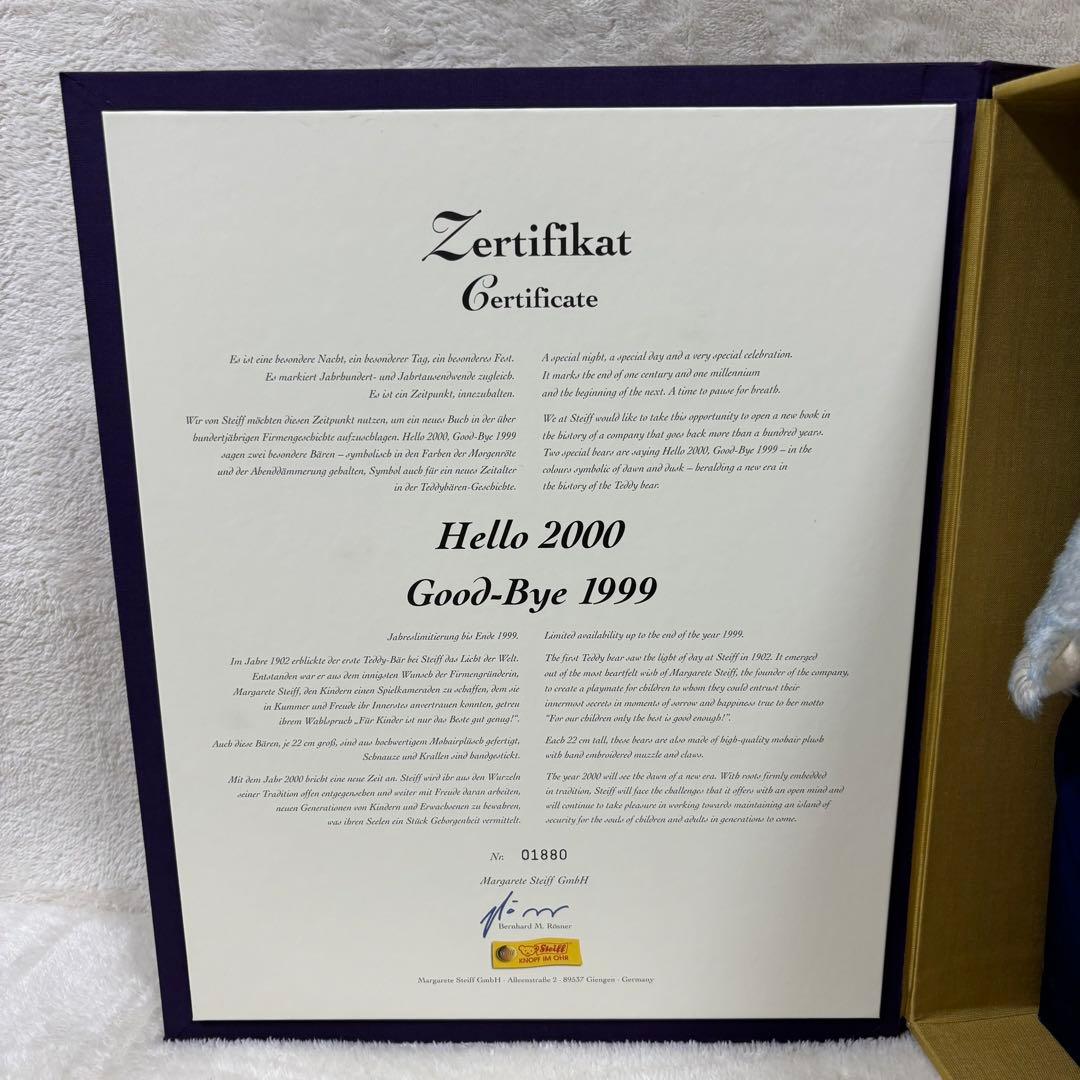 Zertifikat
Certificate
Es ist eine besondere Nacht, ein besonderer Tag, ein besonderes Fest.
Es markiert Jahrhundert- und Jahrtausendwende zugleich.
Es ist ein Zeitpunkt, innezuhalten.
Wir von Steiff möchten diesen Zeitpunkt nutzen, um ein neues Buch in der über
hundertjährigen Firmengeschichte aufzuschlagen. Hello 2000, Good-Bye 1999
sagen zwei besondere Bären – symbolisch in den Farben der Morgenröte
und der Abenddämmerung gehalten, Symbol auch für ein neues Zeitalter
in der Teddybären-Geschichte.
A special night, a special day and a very special celebration.
It marks the end of one century and one millennium
and the beginning of the next. A time to pause for breath.
We at Steiff would like to take this opportunity to open a new book in
the history of a company that goes back more than a hundred years.
Two special bears are saying Hello 2000, Good-Bye 1999 – in the
colours symbolic of dawn and dusk – heralding a new era in
the history of the Teddy bear.
Hello 2000
Good-Bye 1999
Jahreslimitierung bis Ende 1999.
Im Jahre 1902 erblickte der erste Teddy-Bär bei Steiff das Licht der Welt.
Entstanden war er aus dem innigsten Wunsch der Firmengründerin,
Margarete Steiff, den Kindern einen Spielkameraden zu schaffen, dem sie
in Kummer und Freude ihr Innerstes anvertrauen konnten, getreu
ihrem Wahlspruch „Für Kinder ist nur das Beste gut genug!".
Auch diese Bären, je 22 cm groß, sind aus hochwertigem Mohairplüsch gefertigt,
Schnauze und Krallen sind handgestickt.
Mit dem Jahr 2000 bricht eine neue Zeit an. Steiff wird ihr aus den Wurzeln
seiner Tradition offen entgegensehen und weiter mit Freude daran arbeiten,
neuen Generationen von Kindern und Erwachsenen zu bewahren,
was ihren Seelen ein Stück Geborgenheit vermittelt.
Limited availability up to the end of the year 1999.
The first Teddy bear saw the light of day at Steiff in 1902. It emerged
out of the most heartfelt wish of Margarete Steiff, the founder of the company,
to create a playmate for children to whom they could entrust their
innermost secrets in moments of sorrow and happiness true to her motto
"For our children only the best is good enough!".
Each 22 cm tall, these bears are also made of high-quality mohair plush
with hand embroidered muzzle and claws.
The year 2000 will see the dawn of a new era. With roots firmly embedded
in tradition, Steiff will face the challenges that it offers with an open mind and
will continue to take pleasure in working towards maintaining an island of
security for the souls of children and adults in generations to come.
Nr. 01880
Margarete Steiff GmbH
Bernhard M. Rösner
Steiff
KNOPF IM OHR
Margarete Steiff GmbH · Alleenstraße 2 · 89537 Giengen · Germany